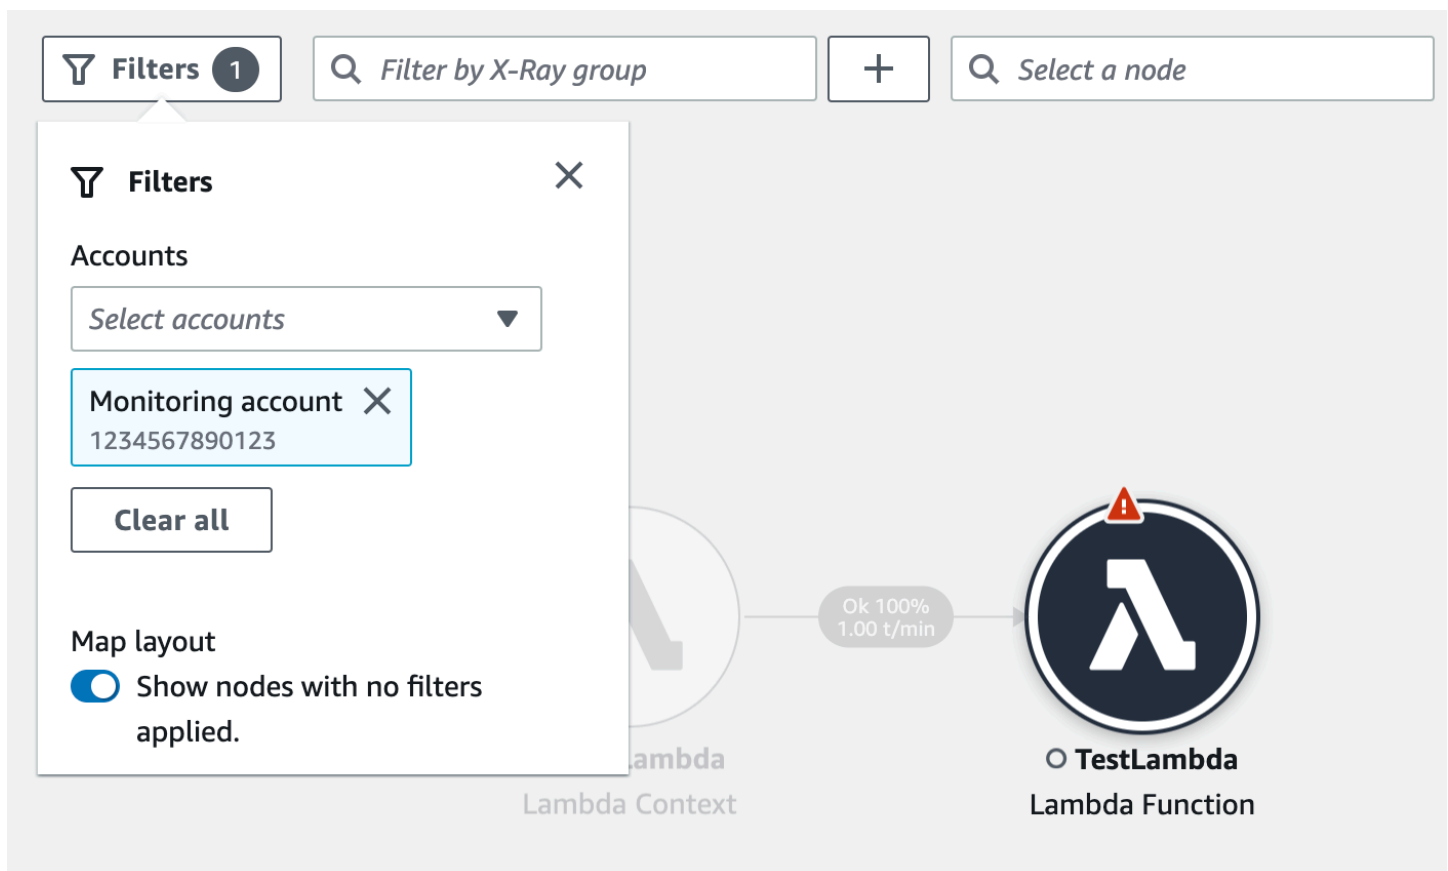 Filters 1
Filter by X-Ray group
Select a node
Filters
Accounts
Select accounts
Monitoring account
1234567890123
Clear all
Map layout
Show nodes with no filters
applied.
Ok 100%
1.00 t/min
Lambda
Lambda Context
TestLambda
Lambda Function